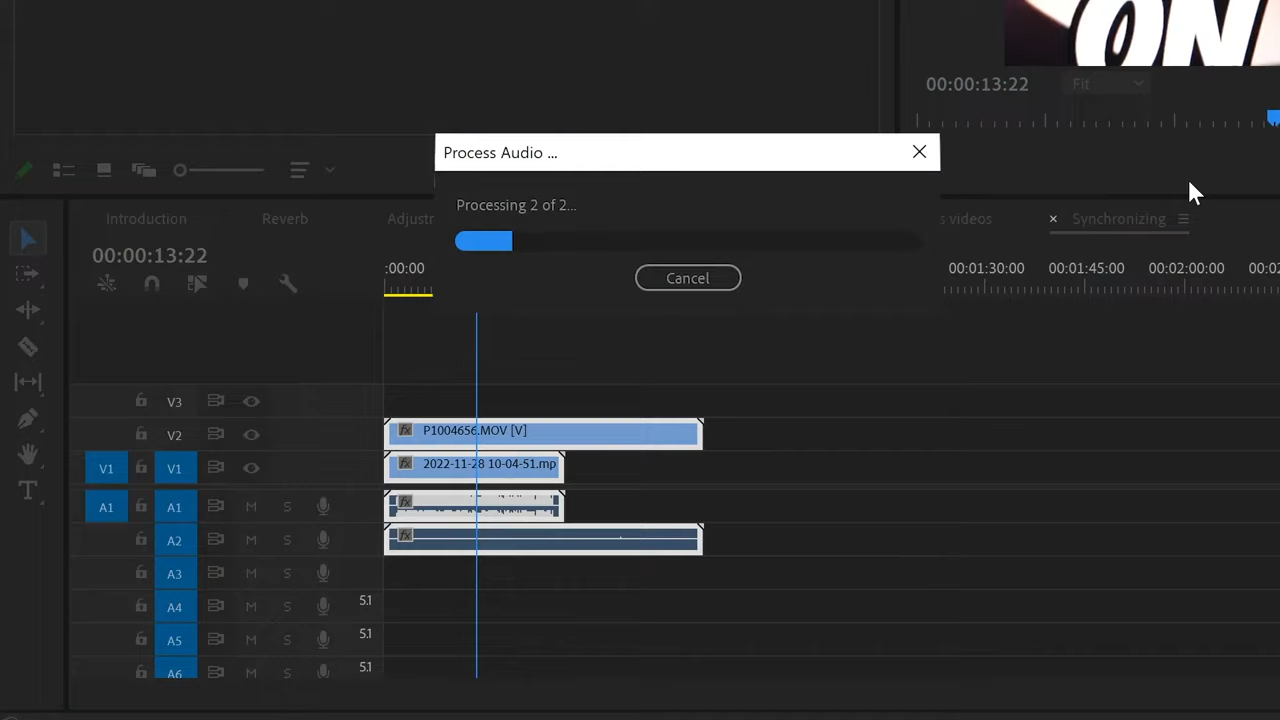 ON
00:00:13:22
Fit
Process Audio ...
Processing 2 of 2...
Cancel
Introduction
Reverb
Adjustr
s videos
× Synchronizing
00:00:13:22
:00:00
00:01:30:00
00:01:45:00
00:02:00:00
00:02
V3
V2
P1004656.MOV [V]
V1
V1
2022-11-28 10-04-51.mp
A1
A1
M
S
A2
M
S
A3
M
S
A4
M
S
5.1
A5
M
S
5.1
A6
M
S
5.1